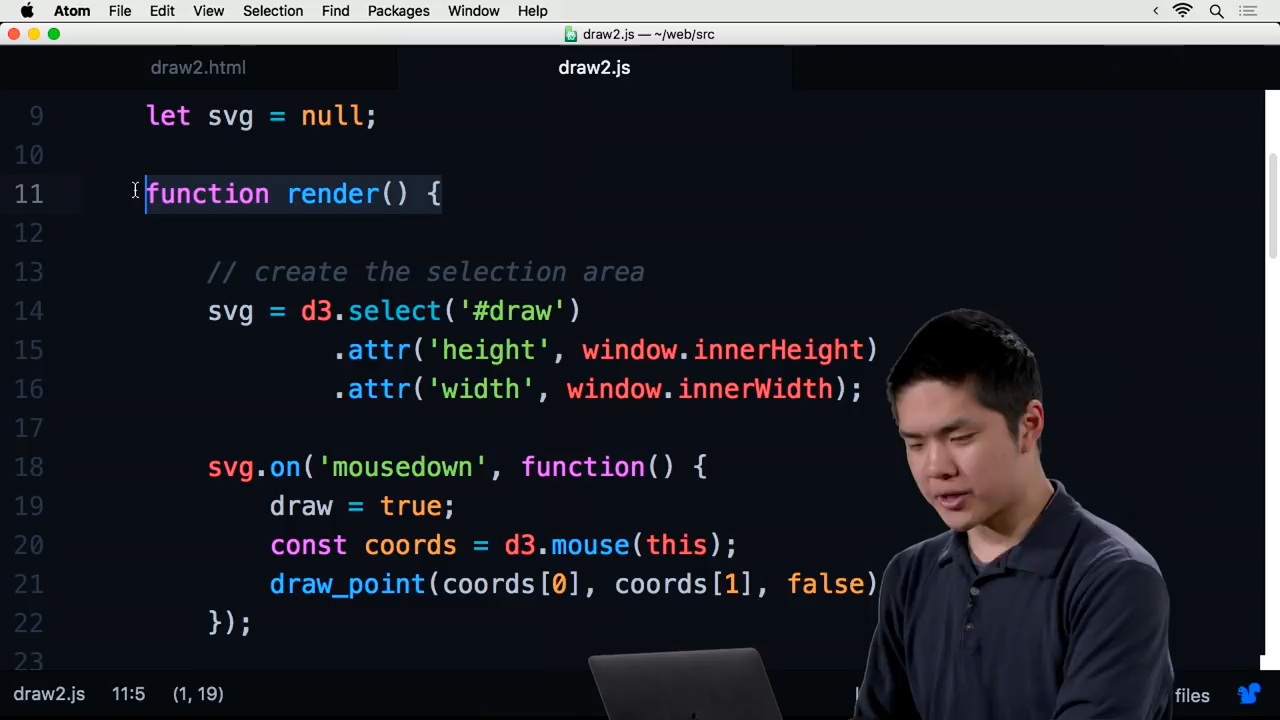 Atom File Edit View Selection Find Packages Window Help
draw2.js — ~/web/src
draw2.html draw2.js
9 let svg = null;
10
11 function render() {
12
13 // create the selection area
14 svg = d3.select('#draw')
15 .attr('height', window.innerHeight)
16 .attr('width', window.innerWidth);
17
18 svg.on('mousedown', function() {
19 draw = true;
20 const coords = d3.mouse(this);
21 draw_point(coords[0], coords[1], false)
22 });
23
draw2.js 11:5 (1, 19) files